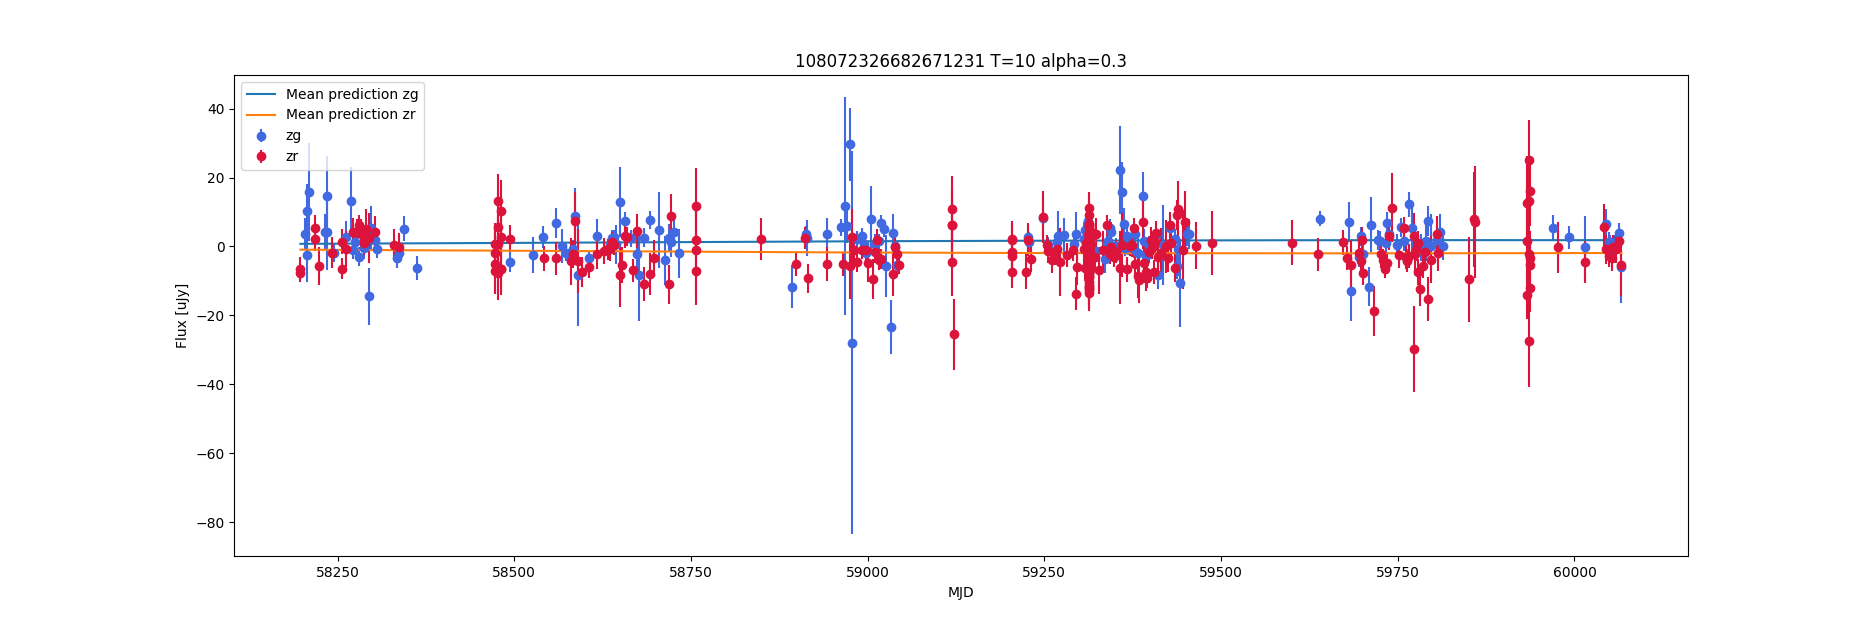 108072326682671231 T=10 alpha=0.3
Mean prediction zg
Mean prediction zr
zg
zr
40
20
0
−20
−40
−60
−80
Flux [uJy]
58250 58500 58750 59000 59250 59500 59750 60000
MJD